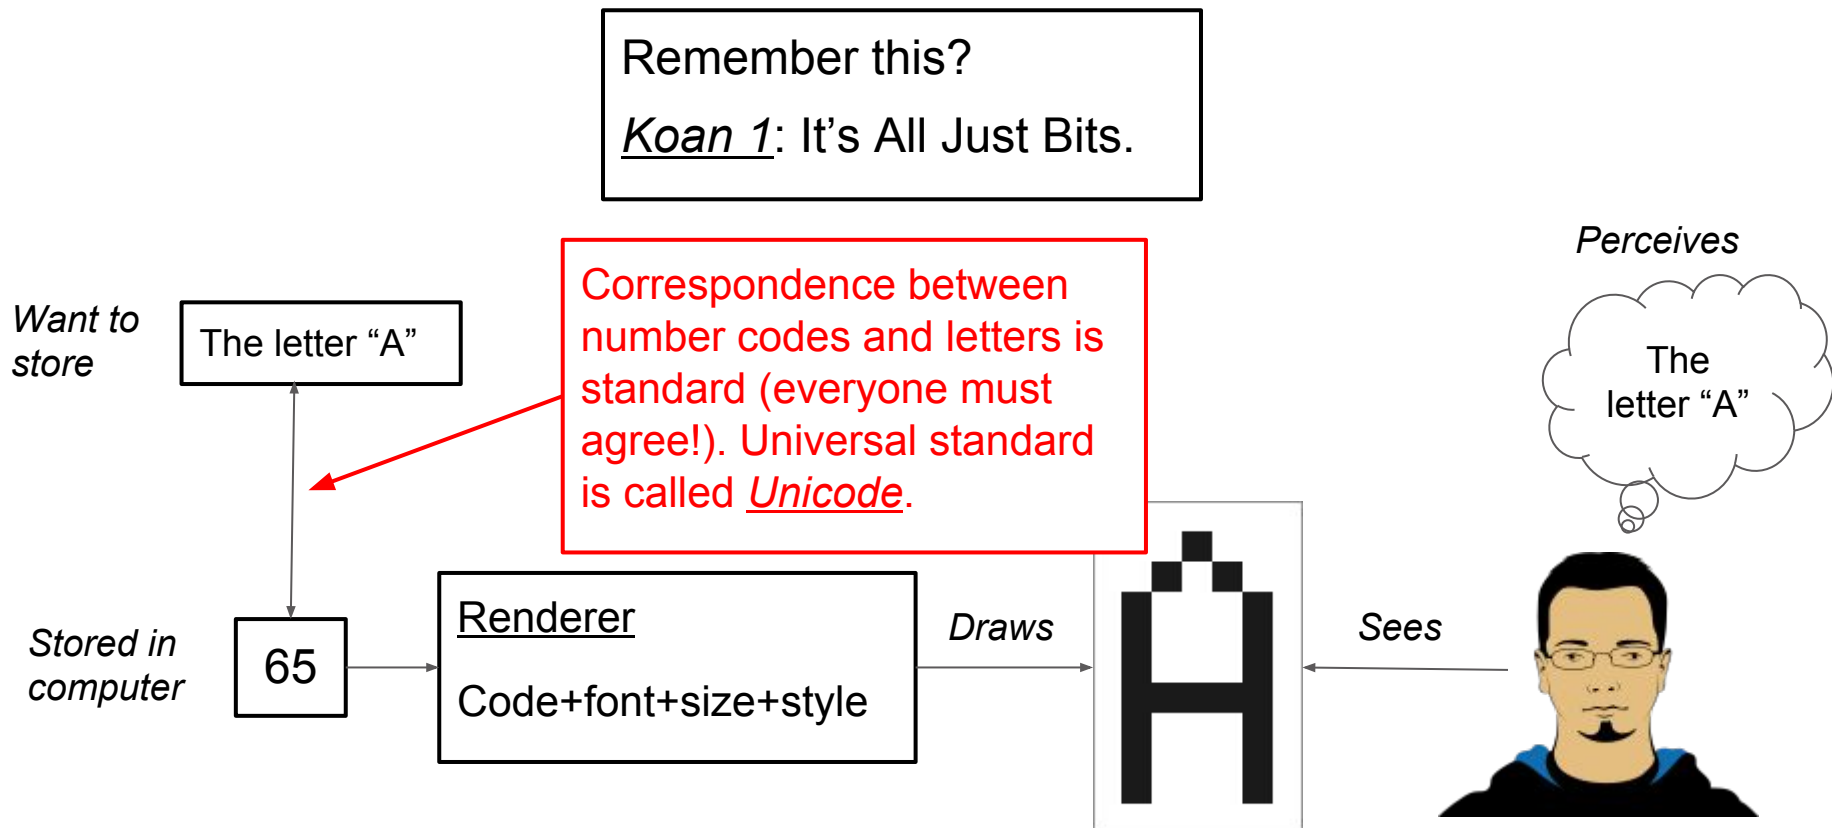 Remember this?
Koan 1: It’s All Just Bits.
Perceives
Want to
store
The letter “A”
Correspondence between
number codes and letters is
standard (everyone must
agree!). Universal standard
is called Unicode.
The
letter “A”
Stored in
computer
65
Renderer
Code+font+size+style
Draws
A
Sees